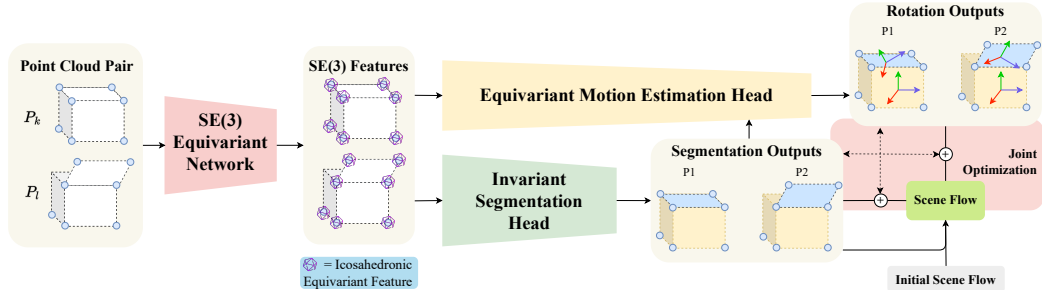 Point Cloud Pair
P_k
P_l
SE(3)
Equivariant
Network
SE(3) Features
= Icosahedronic
Equivariant Feature
Equivariant Motion Estimation Head
Invariant
Segmentation
Head
Segmentation Outputs
P1
P2
Rotation Outputs
P1
P2
Joint
Optimization
Scene Flow
Initial Scene Flow